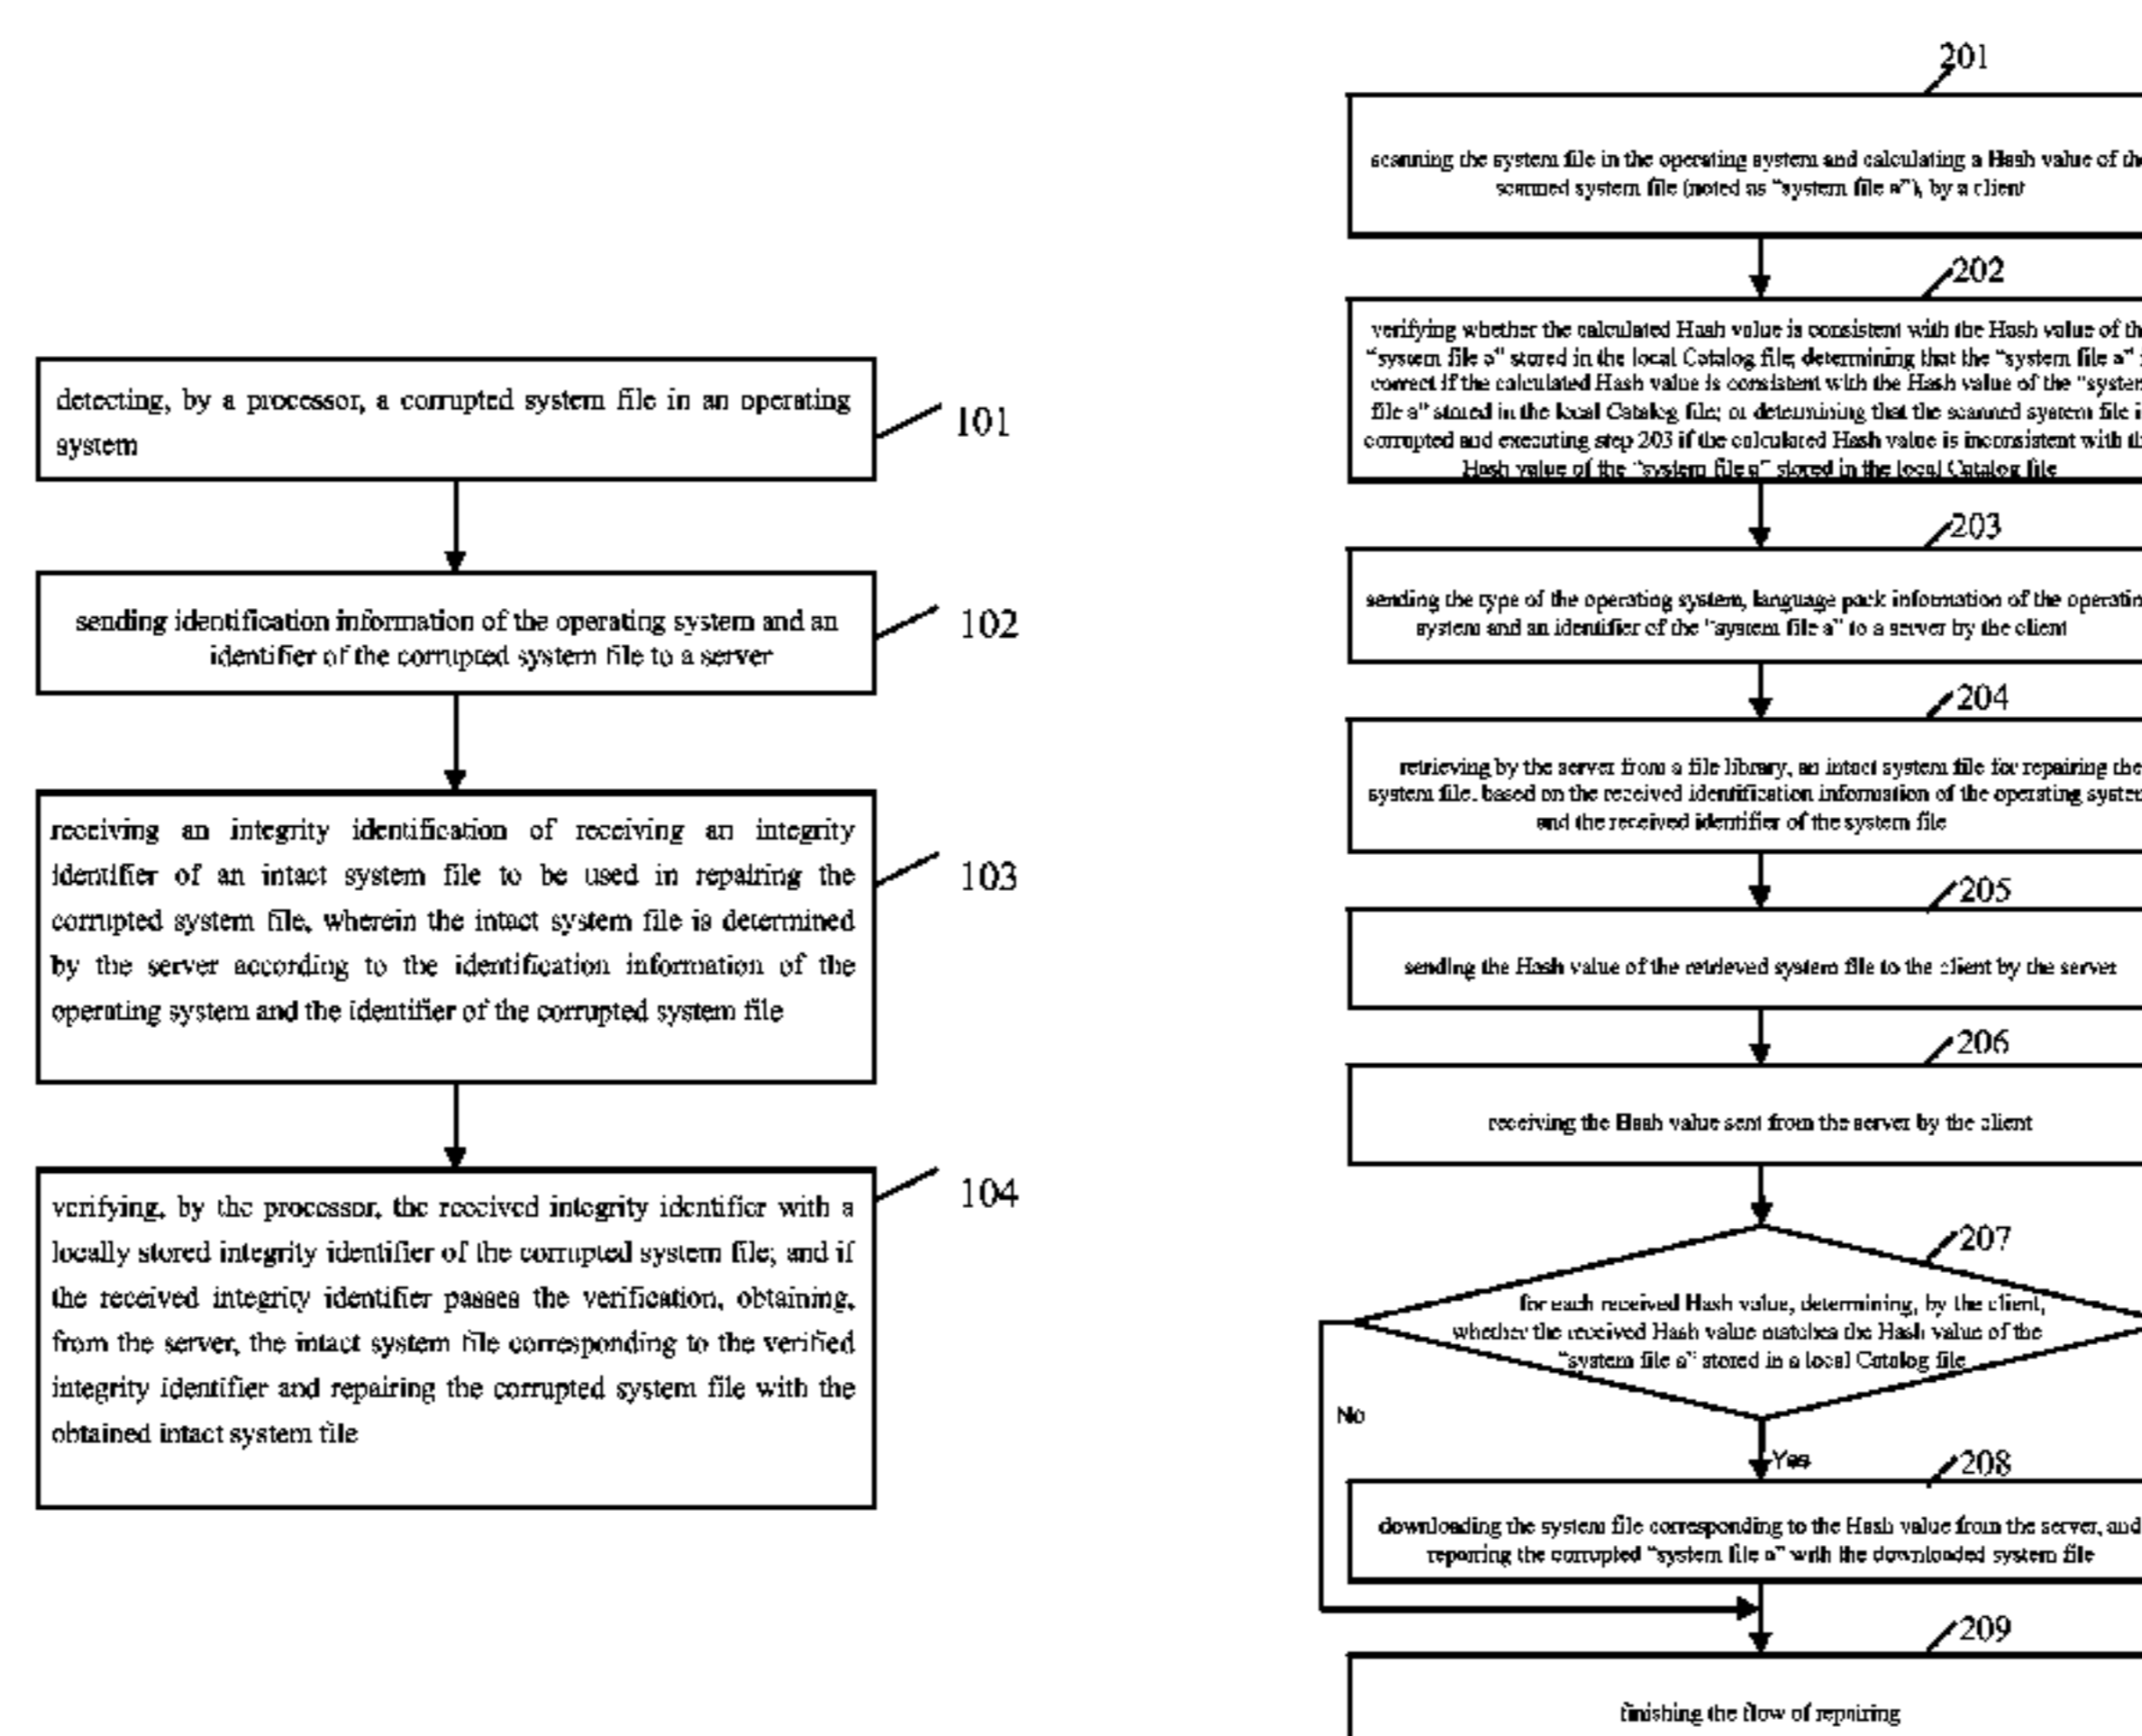 detecting, by a processor, a corrupted system file in an operating
system
101
sending identification information of the operating system and an
identifier of the corrupted system file to a server
102
receiving an integrity identification of receiving an integrity
identifier of an intact system file to be used in repairing the
corrupted system file, wherein the intact system file is determined
by the server according to the identification information of the
operating system and the identifier of the corrupted system file
103
verifying, by the processor, the received integrity identifier with a
locally stored integrity identifier of the corrupted system file; and if
the received integrity identifier passes the verification, obtaining,
from the server, the intact system file corresponding to the verified
integrity identifier and repairing the corrupted system file with the
obtained intact system file
104
201
scanning the system file in the operating system and calculating a Hash value of the
scanned system file (noted as "system file a"), by a client
202
verifying whether the calculated Hash value is consistent with the Hash value of th
"system file a" stored in the local Catalog file; determining that the "system file a"
correct if the calculated Hash value is consistent with the Hash value of the "system
file a" stored in the local Catalog file; or determining that the scanned system file i
corrupted and executing step 203 if the calculated Hash value is inconsistent with th
Hash value of the "system file a" stored in the local Catalog file
203
sending the type of the operating system, language pack information of the operatin
system and an identifier of the "system file a" to a server by the client
204
retrieving by the server from a file library, an intact system file for repairing the
system file, based on the received identification information of the operating system
and the received identifier of the system file
205
sending the Hash value of the retrieved system file to the client by the server
206
receiving the Hash value sent from the server by the client
207
for each received Hash value, determining, by the client,
whether the received Hash value matches the Hash value of the
"system file a" stored in a local Catalog file
No
Yes
208
downloading the system file corresponding to the Hash value from the server, and
repairing the corrupted "system file a" with the downloaded system file
209
finishing the flow of repairing